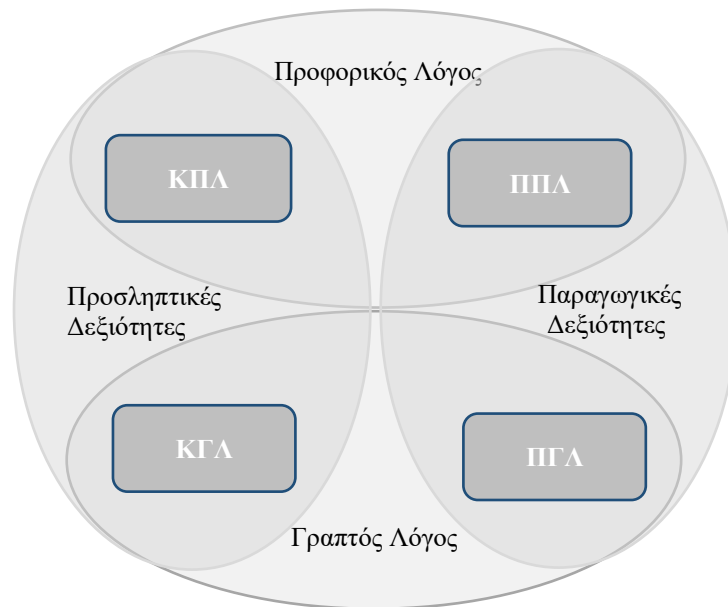 Προφορικός Λόγος
ΚΠΛ
ΠΠΛ
Προσληπτικές
Δεξιότητες
Παραγωγικές
Δεξιότητες
ΚΓΛ
ΠΓΛ
Γραπτός Λόγος